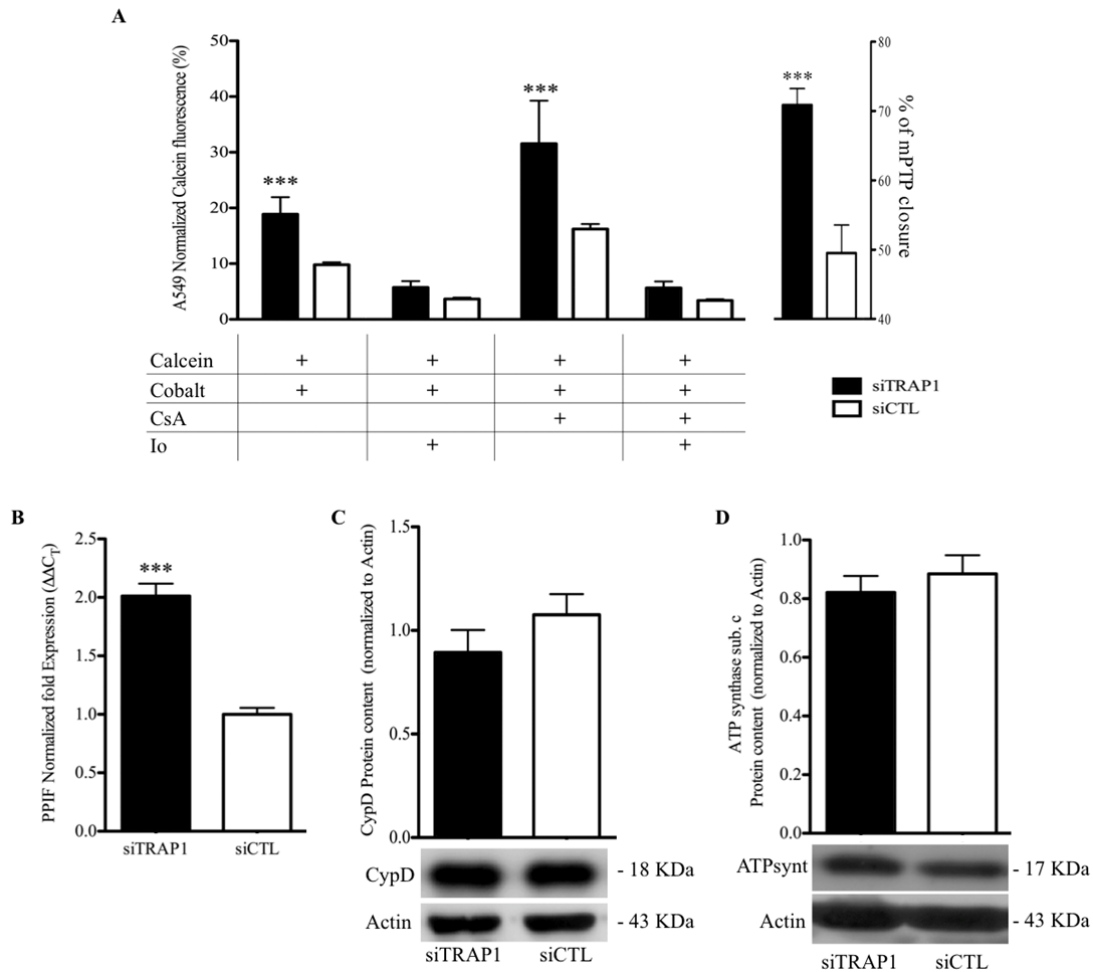 A
50
40
30
20
10
0
A549 Normalized Calcein fluorescence (%)
***
***
***
80
70
60
50
40
% of mPTP closure
Calcein + + + +
Cobalt + + + +
CsA + +
Io + +
siTRAP1
siCTL
B
2.5
2.0
1.5
1.0
0.5
0.0
PPIF Normalized fold Expression (ΔΔCT)
***
siTRAP1 siCTL
C
1.5
1.0
0.5
0.0
CypD Protein content (normalized to Actin)
CypD - 18 KDa
Actin - 43 KDa
siTRAP1 siCTL
D
1.0
0.8
0.6
0.4
0.2
0.0
ATP synthase sub. c
Protein content (normalized to Actin)
ATPsynt - 17 KDa
Actin - 43 KDa
siTRAP1 siCTL